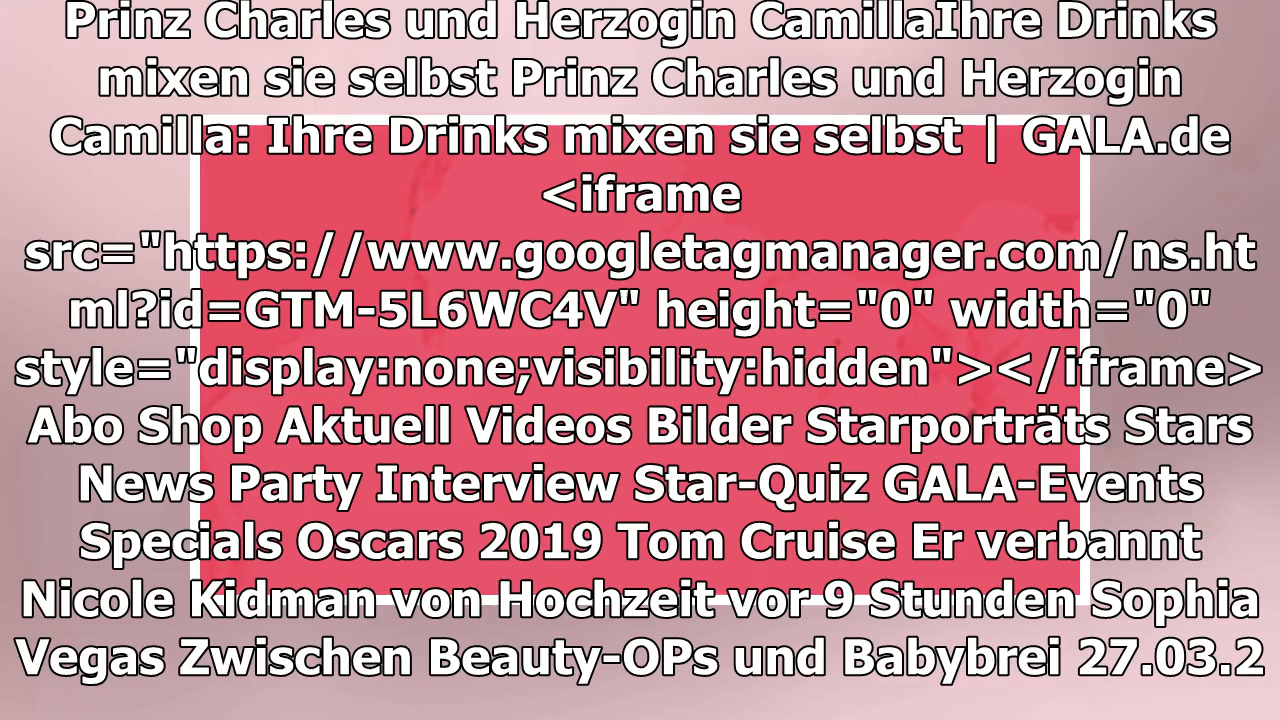 Prinz Charles und Herzogin CamillaIhre Drinks
mixen sie selbst Prinz Charles und Herzogin
Camilla: Ihre Drinks mixen sie selbst | GALA.de
<iframe
src="https://www.googletagmanager.com/ns.ht
ml?id=GTM-5L6WC4V" height="0" width="0"
style="display:none;visibility:hidden"></iframe>
Abo Shop Aktuell Videos Bilder Starporträts Stars
News Party Interview Star-Quiz GALA-Events
Specials Oscars 2019 Tom Cruise Er verbannt
Nicole Kidman von Hochzeit vor 9 Stunden Sophia
Vegas Zwischen Beauty-OPs und Babybrei 27.03.2